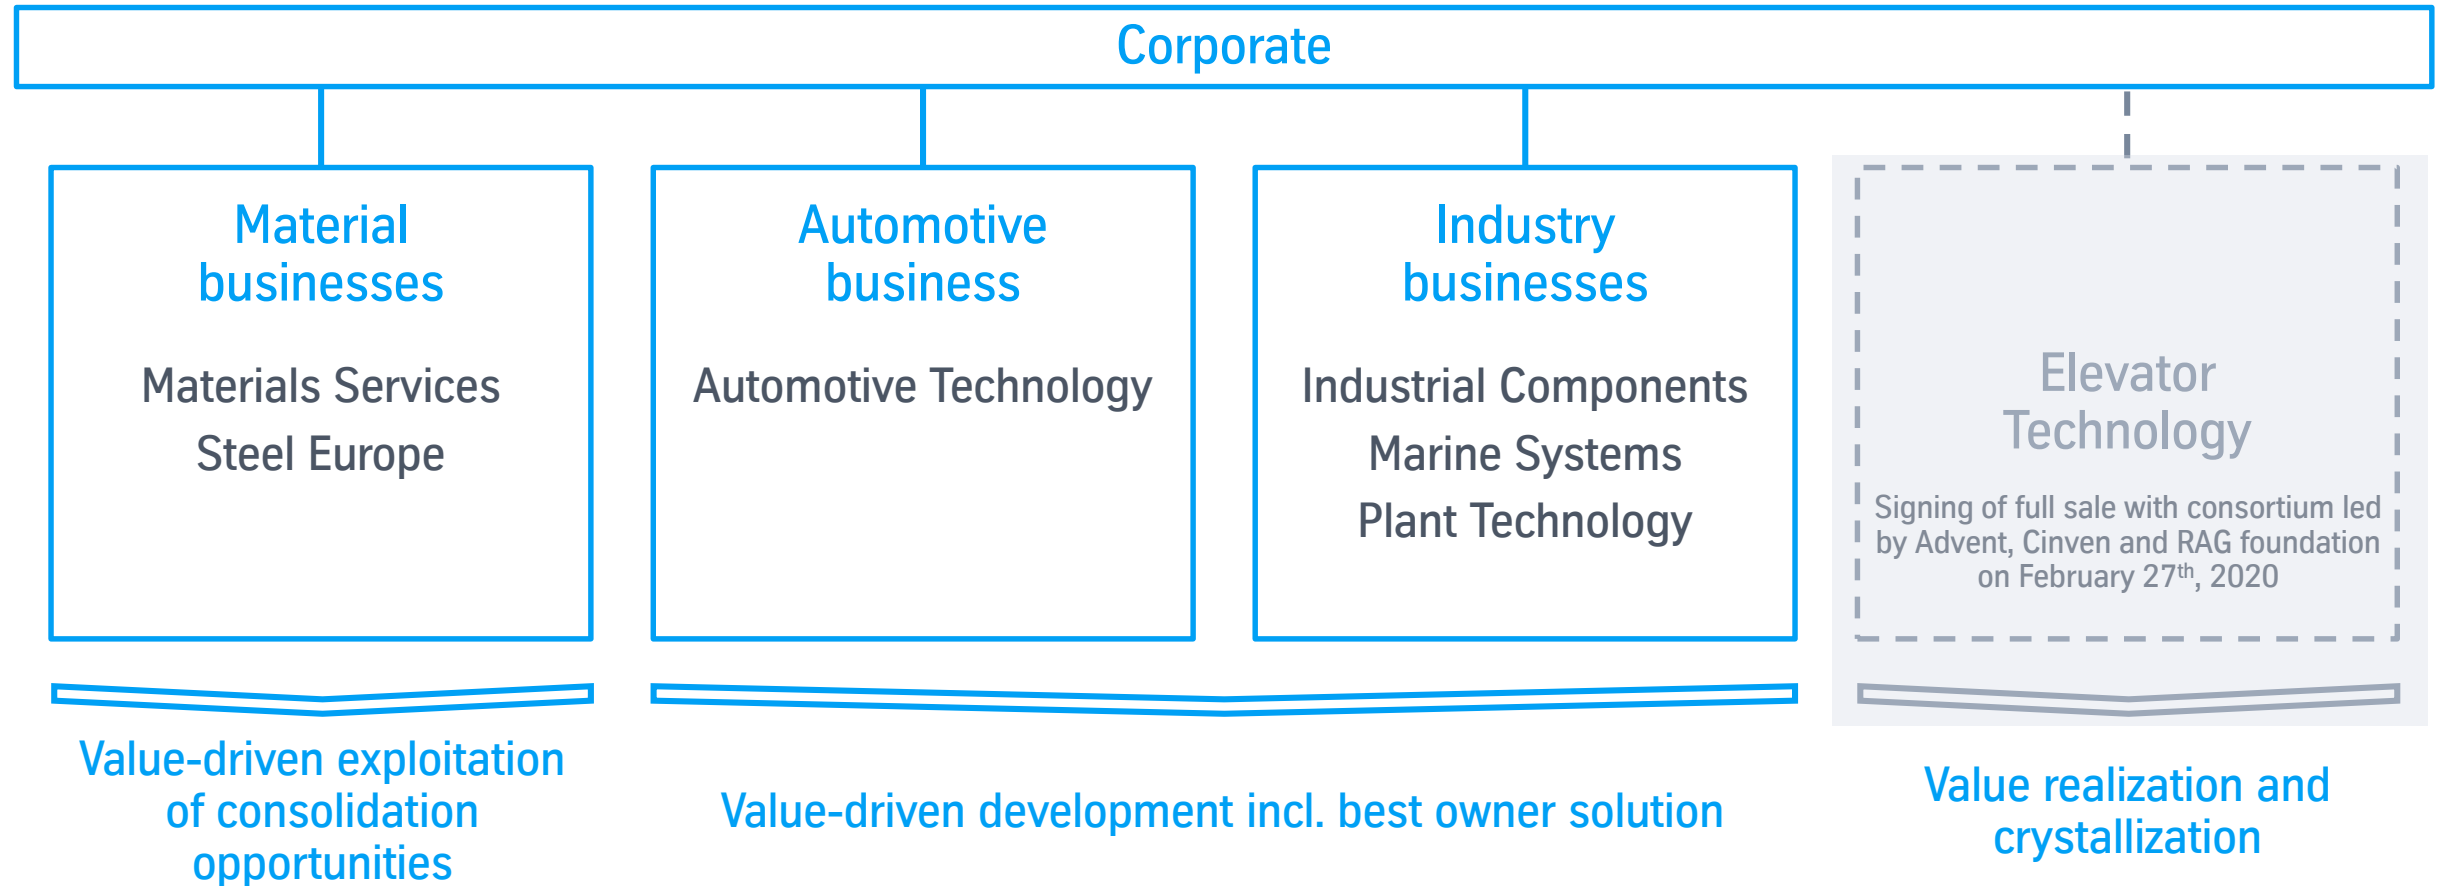 Corporate
Material
businesses
Materials Services
Steel Europe
Automotive
business
Automotive Technology
Industry
businesses
Industrial Components
Marine Systems
Plant Technology
Elevator
Technology
Signing of full sale with consortium led
by Advent, Cinven and RAG foundation
on February 27th, 2020
Value-driven exploitation
of consolidation
opportunities
Value-driven development incl. best owner solution
Value realization and
crystallization